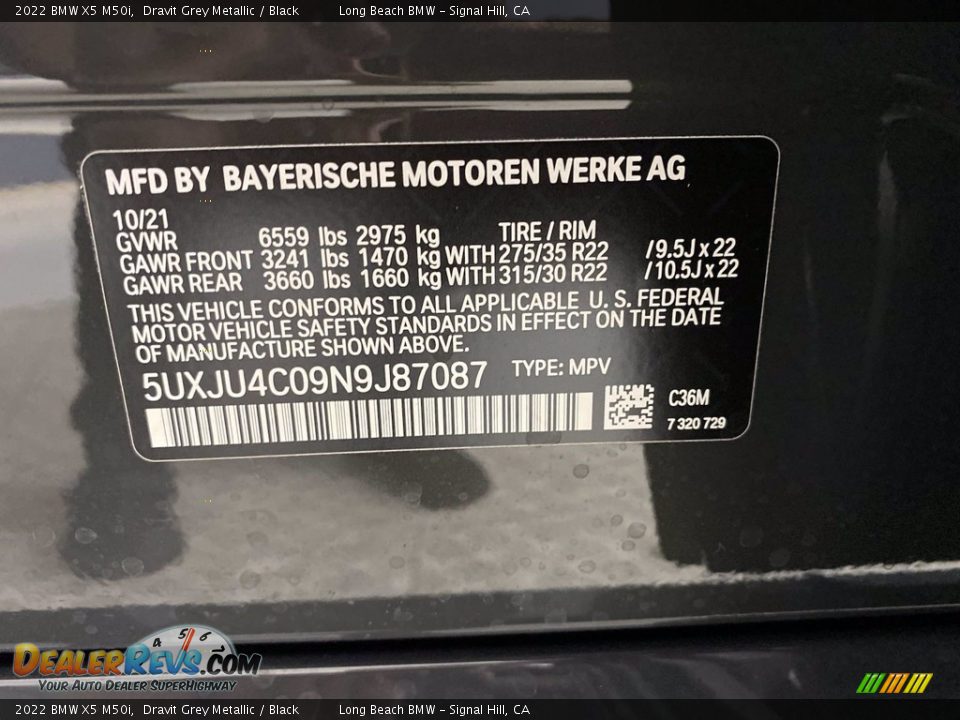 2022 BMW X5 M50i, Dravit Grey Metallic / Black Long Beach BMW - Signal Hill, CA
MFD BY BAYERISCHE MOTOREN WERKE AG
10/21
GVWR 6559 lbs 2975 kg TIRE / RIM
GAWR FRONT 3241 lbs 1470 kg WITH 275/35 R22 / 9.5J x 22
GAWR REAR 3660 lbs 1660 kg WITH 315/30 R22 / 10.5J x 22
THIS VEHICLE CONFORMS TO ALL APPLICABLE U. S. FEDERAL
MOTOR VEHICLE SAFETY STANDARDS IN EFFECT ON THE DATE
OF MANUFACTURE SHOWN ABOVE.
5UXJU4C09N9J87087 TYPE: MPV
C36M
7 320 729
4 5 6
DEALERREVS.COM
YOUR AUTO DEALER SUPERHIGHWAY
2022 BMW X5 M50i, Dravit Grey Metallic / Black Long Beach BMW - Signal Hill, CA